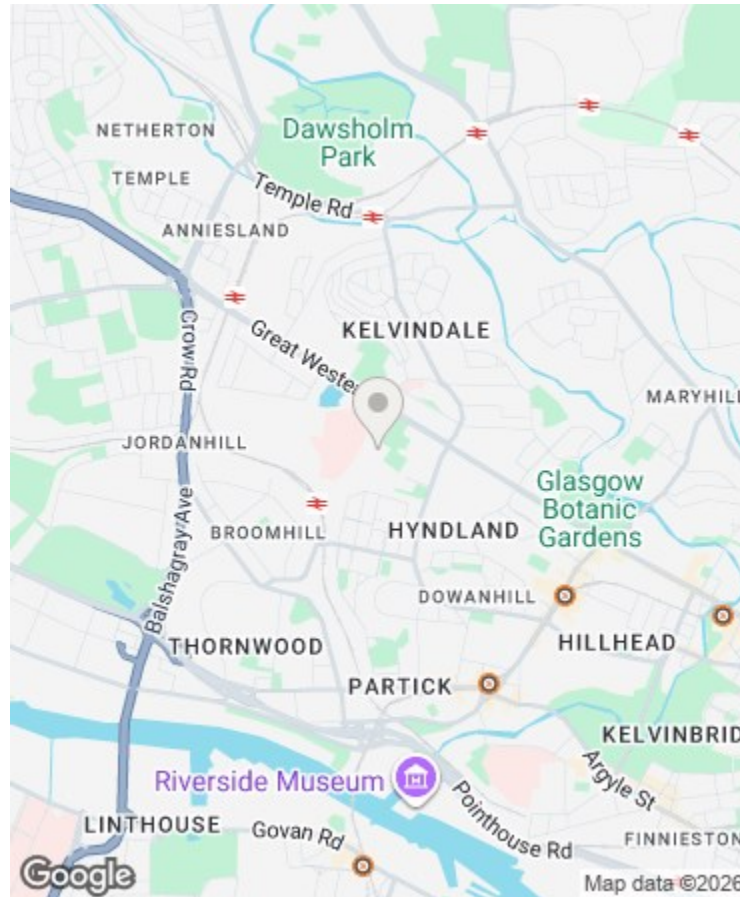 NETHERTON
Dawsholm
Park
TEMPLE
Temple Rd
ANNIESLAND
Crow Rd
Great Wester
KELVINDALE
MARYHILL
JORDANHILL
Glasgow
Botanic
Gardens
BROOMHILL
HYNDLAND
Balshagray Ave
DOWANHILL
THORNWOOD
HILLHEAD
PARTICK
KELVINBRID
Argyle St
Riverside Museum
Pointhouse Rd
LINTHOUSE
Govan Rd
FINNIESTON
Google
Map data ©2026